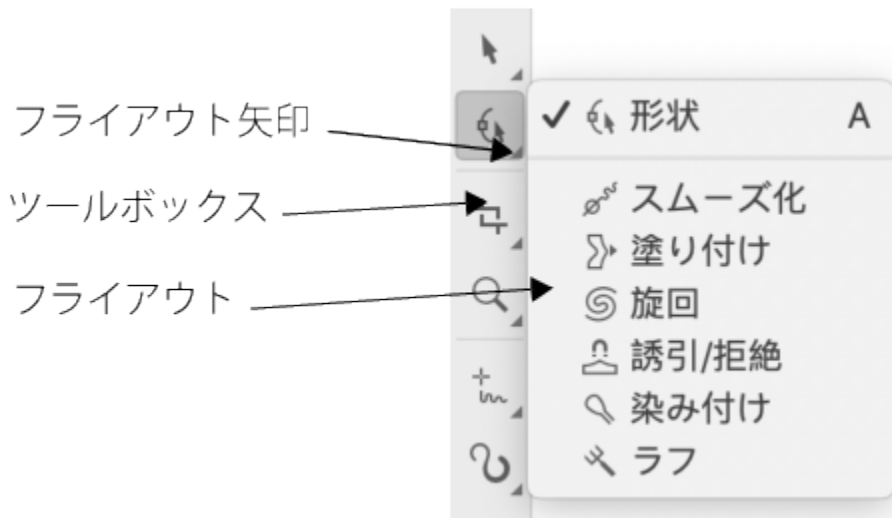 フライアウト矢印
ツールボックス
フライアウト
形状 A
スムーズ化
塗り付け
旋回
誘引/拒絶
染み付け
ラフ